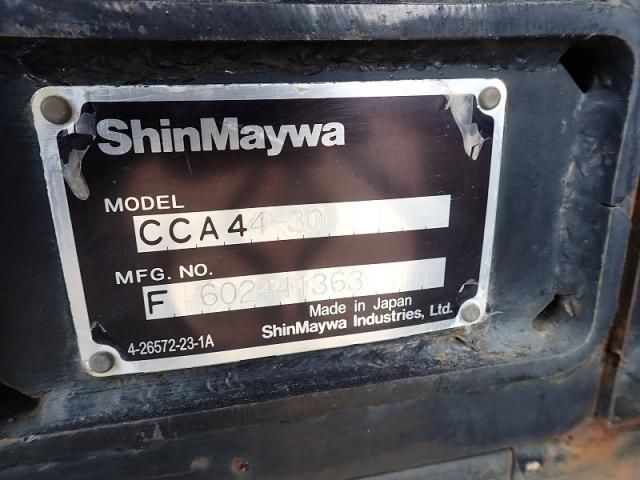 ShinMaywa
MODEL
CCA44-30
MFG. NO.
F 602441363
Made in Japan
4-26572-23-1A
ShinMaywa Industries, Ltd.